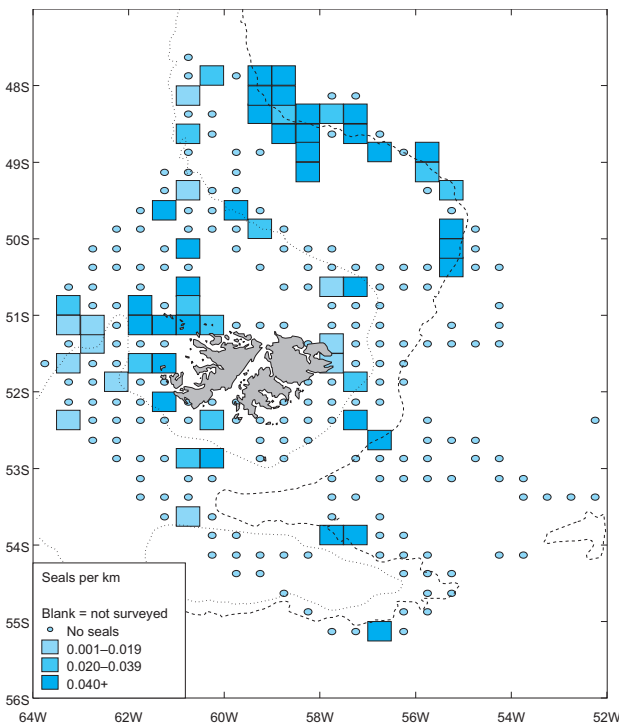 48S
49S
50S
51S
52S
53S
54S
55S
56S
Seals per km
Blank = not surveyed
No seals
0.001–0.019
0.020–0.039
0.040+
64W 62W 60W 58W 56W 54W 52W